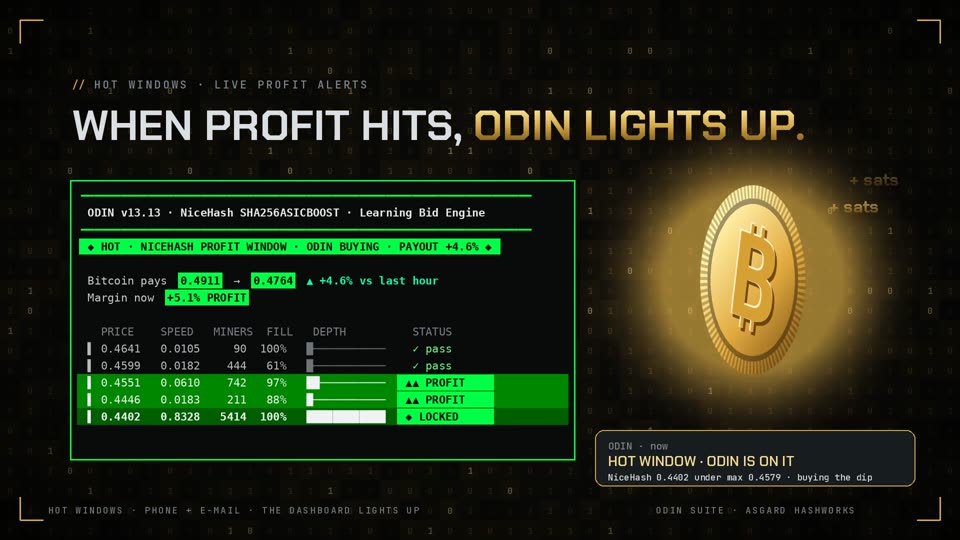 // HOT WINDOWS · LIVE PROFIT ALERTS
WHEN PROFIT HITS, ODIN LIGHTS UP.
+ sats
+ sats
ODIN v13.13 · NiceHash SHA256ASICBOOST · Learning Bid Engine
◆ HOT · NICEHASH PROFIT WINDOW · ODIN BUYING · PAYOUT +4.6% ◆
Bitcoin pays 0.4911 → 0.4764 ▲ +4.6% vs last hour
Margin now +5.1% PROFIT
PRICE SPEED MINERS FILL DEPTH STATUS
0.4641 0.0105 90 100% ✓ pass
0.4599 0.0182 444 61% ✓ pass
0.4551 0.0610 742 97% ▲▲ PROFIT
0.4446 0.0183 211 88% ▲▲ PROFIT
0.4402 0.8328 5414 100% ◆ LOCKED
ODIN · now
HOT WINDOW · ODIN IS ON IT
NiceHash 0.4402 under max 0.4579 · buying the dip
HOT WINDOWS · PHONE + E-MAIL · THE DASHBOARD LIGHTS UP
ODIN SUITE · ASGARD HASHWORKS